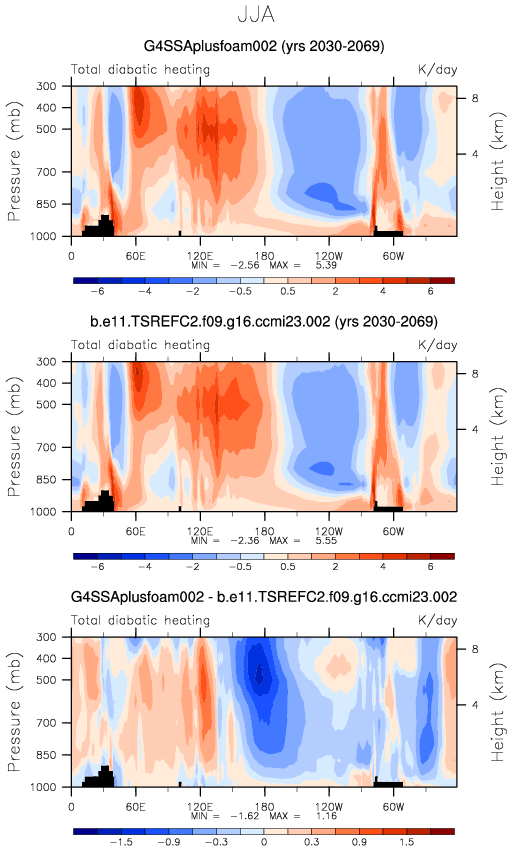 JJA
G4SSAplusfoam002 (yrs 2030-2069)
Total diabatic heating K/day
300
500
700
850
1000
Pressure (mb)
8
4
Height (km)
0 60E 120E 180 120W 60W
MIN = -2.56 MAX = 5.39
-6 -4 -2 -0.5 0.5 2 4 6
b.e11.TSREFC2.f09.g16.ccmi23.002 (yrs 2030-2069)
Total diabatic heating K/day
300
500
700
850
1000
Pressure (mb)
8
4
Height (km)
0 60E 120E 180 120W 60W
MIN = -2.36 MAX = 5.55
-6 -4 -2 -0.5 0.5 2 4 6
G4SSAplusfoam002 - b.e11.TSREFC2.f09.g16.ccmi23.002
Total diabatic heating K/day
300
500
700
850
1000
Pressure (mb)
8
4
Height (km)
0 60E 120E 180 120W 60W
MIN = -1.62 MAX = 1.16
-1.5 -0.9 -0.3 0 0.3 0.9 1.5